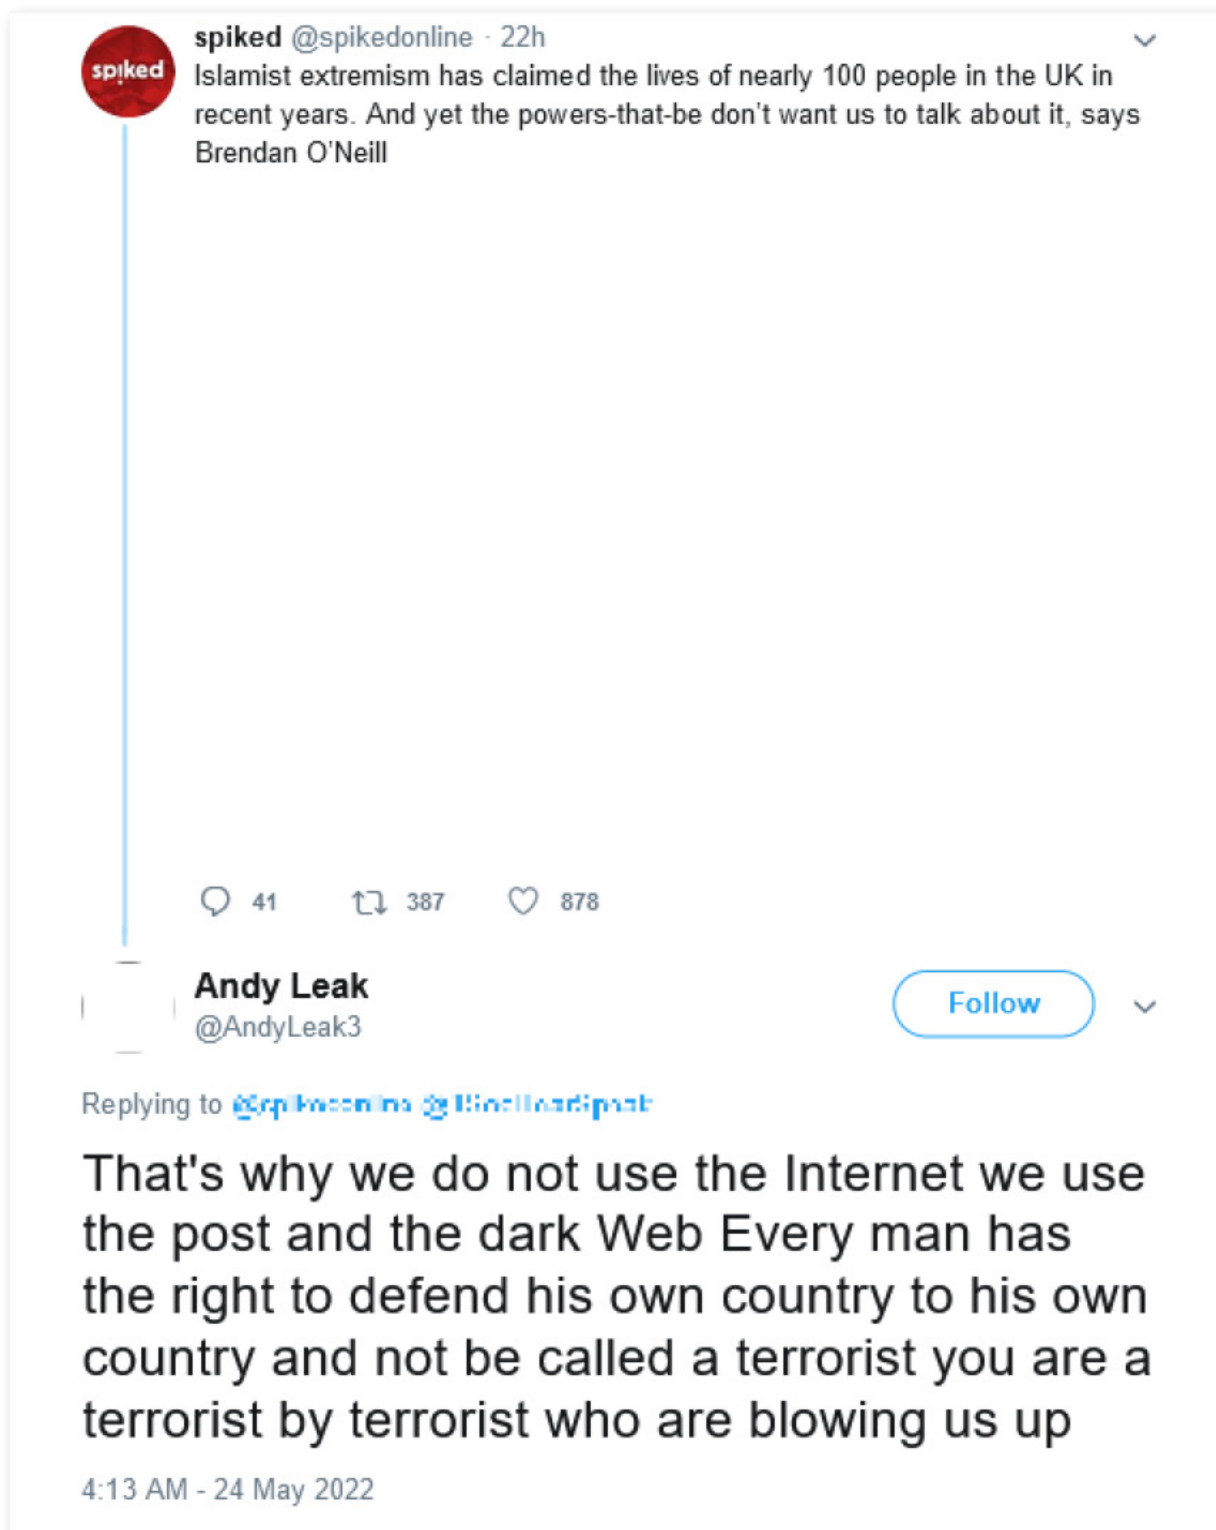 spiked @spikedonline · 22h
spiked
Islamist extremism has claimed the lives of nearly 100 people in the UK in
recent years. And yet the powers-that-be don't want us to talk about it, says
Brendan O'Neill
41 387 878
Andy Leak
@AndyLeak3
Follow
Replying to
That's why we do not use the Internet we use
the post and the dark Web Every man has
the right to defend his own country to his own
country and not be called a terrorist you are a
terrorist by terrorist who are blowing us up
4:13 AM - 24 May 2022